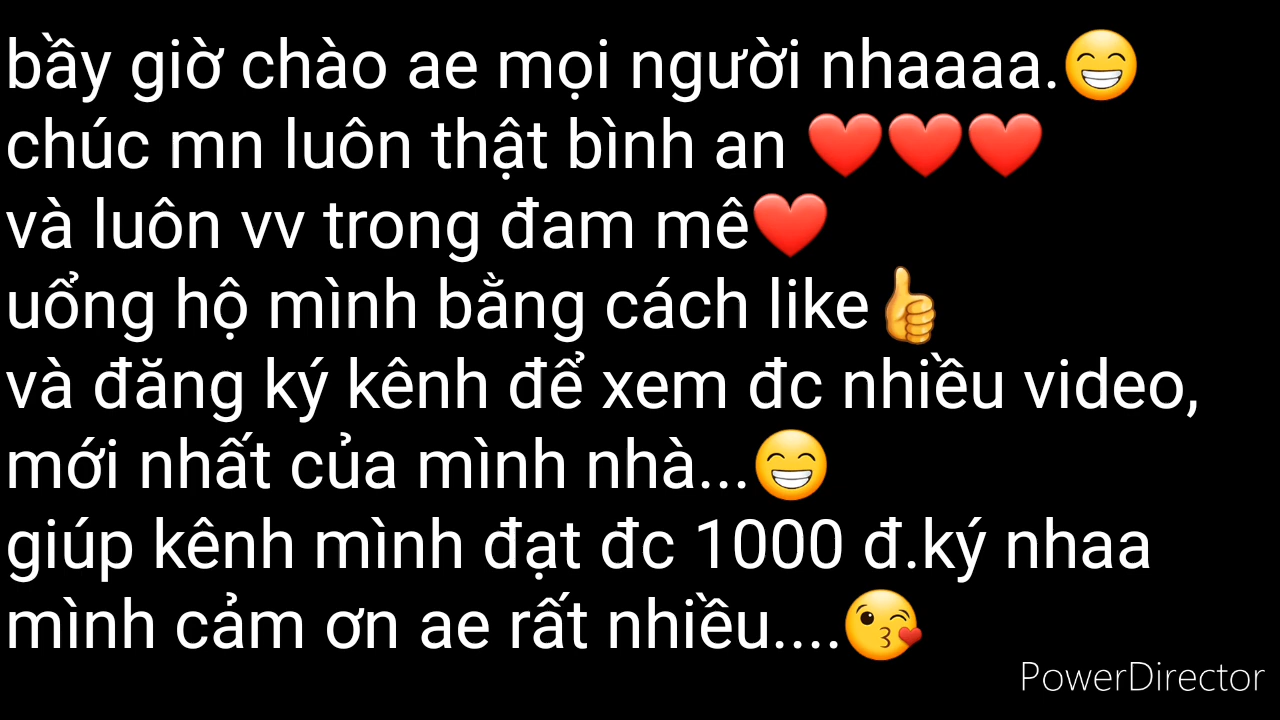 bầy giờ chào ae mọi người nhaaaa.😁
chúc mn luôn thật bình an ❤️❤️❤️
và luôn vv trong đam mê❤️
uổng hộ mình bằng cách like👍
và đăng ký kênh để xem đc nhiều video,
mới nhất của mình nhà...😁
giúp kênh mình đạt đc 1000 đ.ký nhaa
mình cảm ơn ae rất nhiều....😘
PowerDirector